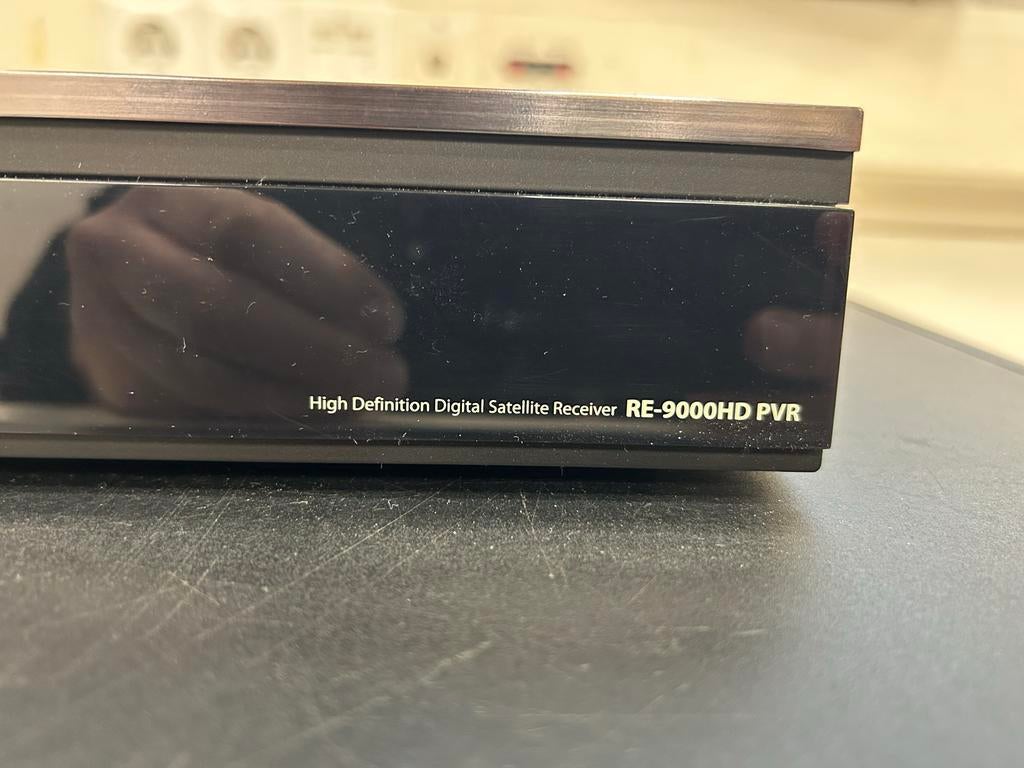 High Definition Digital Satellite Receiver RE-9000HD PVR